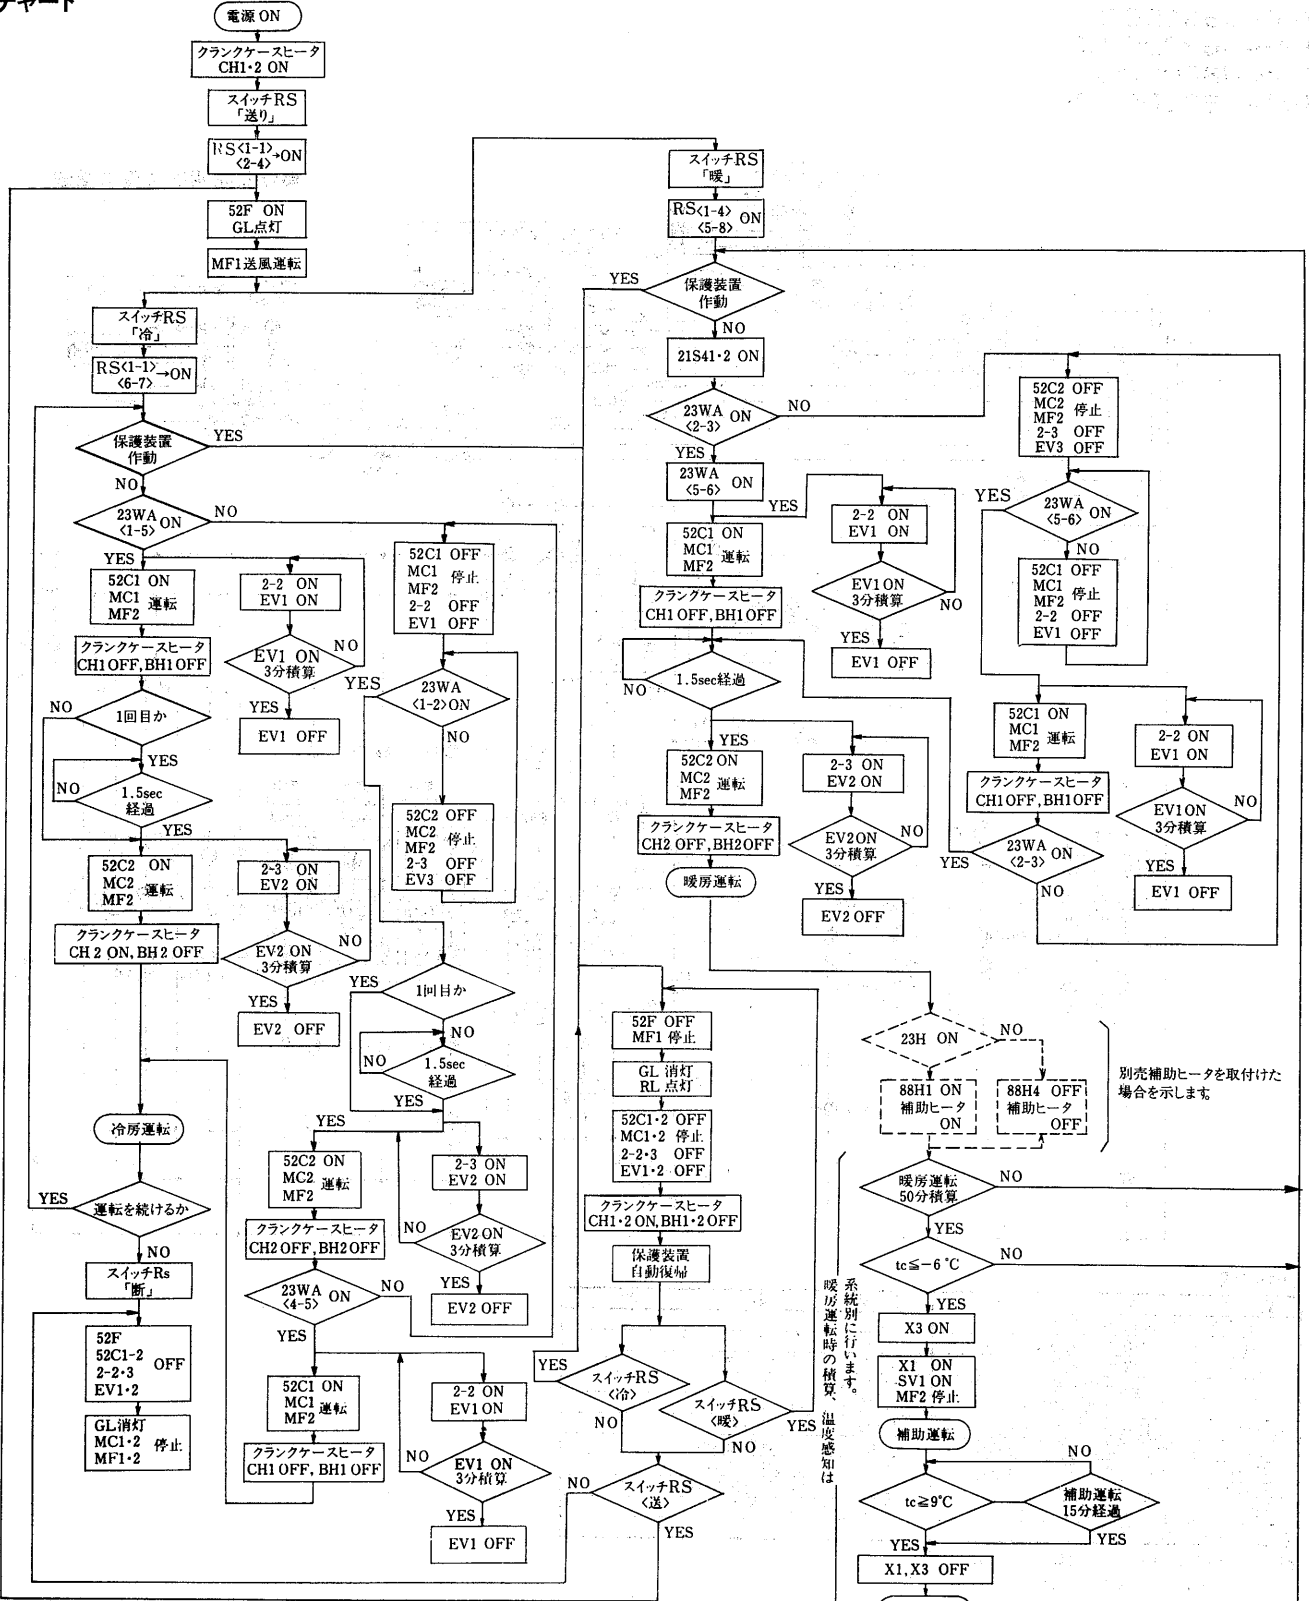 チャート
電源 ON
クランクケースヒータ
CH1・2 ON
スイッチRS
「送り」
RS<1-1>→ON
<2-4>
52F ON
GL点灯
MF1送風運転
スイッチRS
「冷」
RS<1-1>→ON
<6-7>
保護装置
作動
YES
NO
23WA ON
<1-5>
NO
YES
52C1 ON
MC1 運転
MF2
クランクケースヒータ
CH1OFF, BH1OFF
1回目か
NO
YES
1.5sec
経過
NO
YES
52C2 ON
MC2 運転
MF2
クランクケースヒータ
CH 2 ON, BH 2 OFF
冷房運転
運転を続けるか
YES
NO
スイッチRs
「断」
52F
52C1-2 OFF
2-2・3
EV1・2
GL消灯
MC1・2 停止
MF1・2
2-2 ON
EV1 ON
EV1 ON
3分積算
NO
YES
EV1 OFF
2-3 ON
EV2 ON
EV2 ON
3分積算
NO
YES
EV2 OFF
52C1 OFF
MC1 停止
MF2
2-2 OFF
EV1 OFF
23WA
<1-2>ON
YES
NO
52C2 OFF
MC2 停止
MF2
2-3 OFF
EV3 OFF
1回目か
YES
NO
1.5sec
経過
NO
YES
52C2 ON
MC2 運転
MF2
クランクケースヒータ
CH2OFF, BH2OFF
2-3 ON
EV2 ON
EV2 ON
3分積算
NO
YES
EV2 OFF
23WA ON
<4-5>
NO
YES
52C1 ON
MC1 運転
MF2
クランクケースヒータ
CH1OFF, BH1OFF
2-2 ON
EV1 ON
EV1 ON
3分積算
NO
YES
EV1 OFF
スイッチRS
「暖」
RS<1-4> ON
<5-8>
保護装置
作動
YES
NO
21S41・2 ON
23WA ON
<2-3>
NO
YES
23WA ON
<5-6>
YES
52C1 ON
MC1 運転
MF2
クランクケースヒータ
CH1OFF, BH1OFF
1.5sec経過
NO
YES
52C2 ON
MC2 運転
MF2
クランクケースヒータ
CH2 OFF, BH2OFF
暖房運転
2-2 ON
EV1 ON
EV1ON
3分積算
NO
YES
EV1 OFF
2-3 ON
EV2 ON
EV2ON
3分積算
NO
YES
EV2 OFF
52C2 OFF
MC2 停止
MF2
2-3 OFF
EV3 OFF
YES
23WA ON
<5-6>
NO
52C1 OFF
MC1 停止
MF2
2-2 OFF
EV1 OFF
52C1 ON
MC1 運転
MF2
クランクケースヒータ
CH1OFF, BH1OFF
23WA ON
<2-3>
YES
NO
2-2 ON
EV1 ON
EV1ON
3分積算
NO
YES
EV1 OFF
52F OFF
MF1 停止
GL 消灯
RL 点灯
52C1・2 OFF
MC1・2 停止
2-2・3 OFF
EV1・2 OFF
クランクケースヒータ
CH1・2 ON, BH1・2 OFF
保護装置
自動復帰
YES
スイッチRS
<冷>
NO
スイッチRS
<暖>
YES
NO
NO
スイッチRS
<送>
YES
23H ON
NO
88H1 ON
補助ヒータ
ON
88H4 OFF
補助ヒータ
OFF
別売補助ヒータを取付けた
場合を示します。
暖房運転
50分積算
NO
YES
tc≦-6℃
NO
YES
X3 ON
X1 ON
SV1 ON
MF2 停止
補助運転
tc≧9℃
NO
補助運転
15分経過
YES
YES
X1, X3 OFF
暖房運転時の積算、温度感知は
系統別に行います。